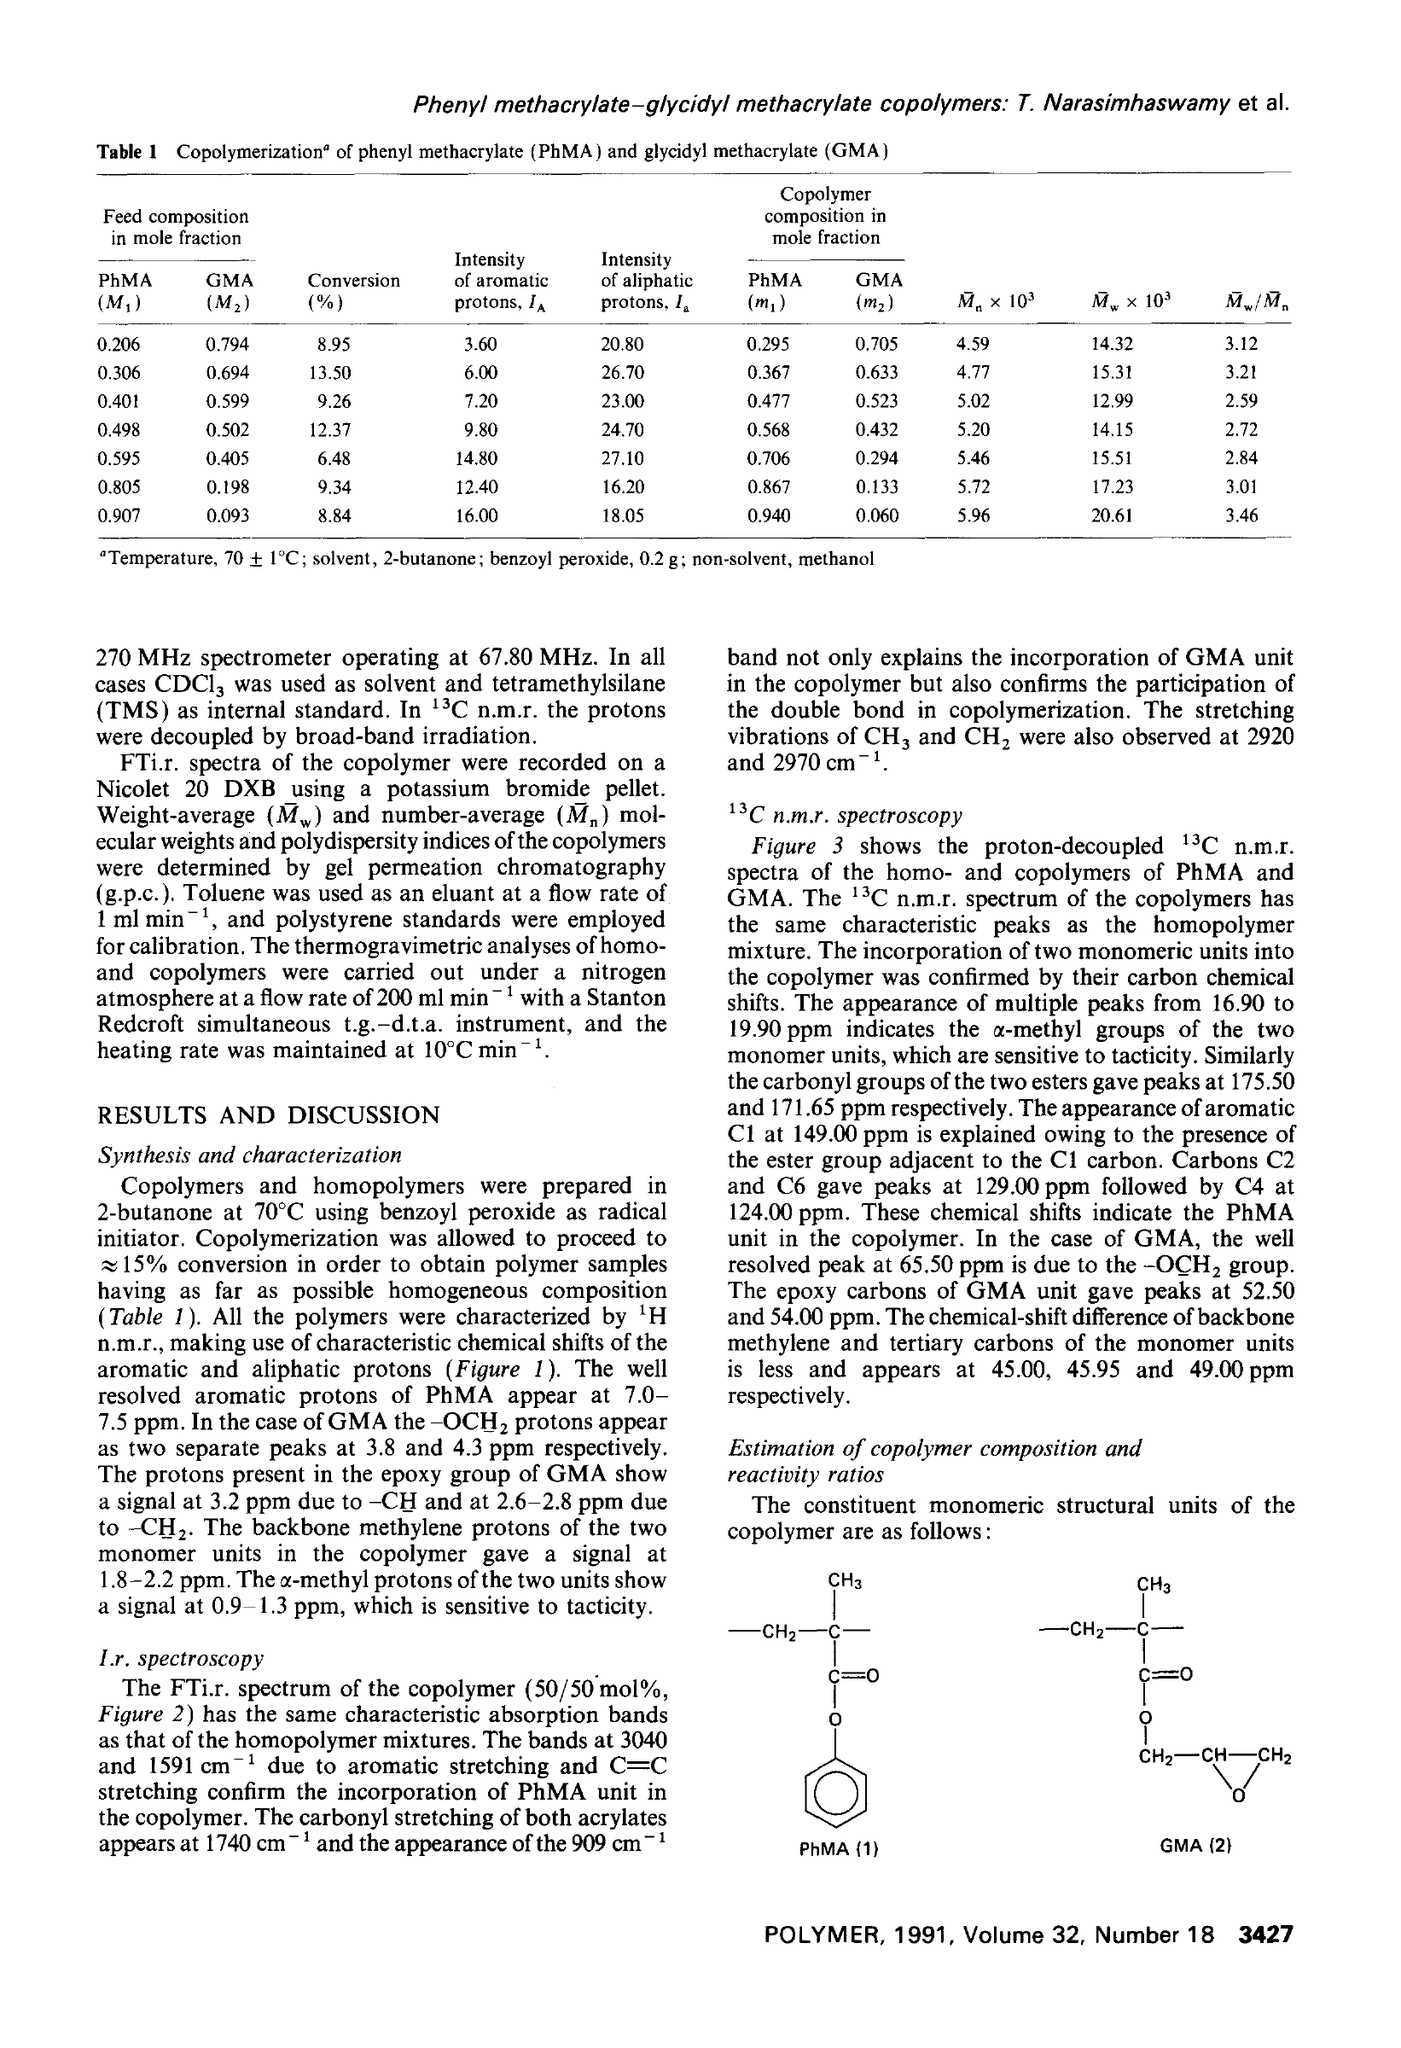 Phenyl methacrylate–glycidyl methacrylate copolymers: T. Narasimhaswamy et al.
Table 1 Copolymerizationᵃ of phenyl methacrylate (PhMA) and glycidyl methacrylate (GMA)
Copolymer
Feed composition composition in
in mole fraction mole fraction
Intensity Intensity
PhMA GMA Conversion of aromatic of aliphatic PhMA GMA
(M₁) (M₂) (%) protons, I_A protons, I_a (m₁) (m₂) M̄ₙ × 10³ M̄_w × 10³ M̄_w/M̄ₙ
0.206 0.794 8.95 3.60 20.80 0.295 0.705 4.59 14.32 3.12
0.306 0.694 13.50 6.00 26.70 0.367 0.633 4.77 15.31 3.21
0.401 0.599 9.26 7.20 23.00 0.477 0.523 5.02 12.99 2.59
0.498 0.502 12.37 9.80 24.70 0.568 0.432 5.20 14.15 2.72
0.595 0.405 6.48 14.80 27.10 0.706 0.294 5.46 15.51 2.84
0.805 0.198 9.34 12.40 16.20 0.867 0.133 5.72 17.23 3.01
0.907 0.093 8.84 16.00 18.05 0.940 0.060 5.96 20.61 3.46
ᵃTemperature, 70 ± 1°C; solvent, 2-butanone; benzoyl peroxide, 0.2 g; non-solvent, methanol
270 MHz spectrometer operating at 67.80 MHz. In all
cases CDCl₃ was used as solvent and tetramethylsilane
(TMS) as internal standard. In ¹³C n.m.r. the protons
were decoupled by broad-band irradiation.
FTi.r. spectra of the copolymer were recorded on a
Nicolet 20 DXB using a potassium bromide pellet.
Weight-average (M̄_w) and number-average (M̄ₙ) mol-
ecular weights and polydispersity indices of the copolymers
were determined by gel permeation chromatography
(g.p.c.). Toluene was used as an eluant at a flow rate of
1 ml min⁻¹, and polystyrene standards were employed
for calibration. The thermogravimetric analyses of homo-
and copolymers were carried out under a nitrogen
atmosphere at a flow rate of 200 ml min⁻¹ with a Stanton
Redcroft simultaneous t.g.–d.t.a. instrument, and the
heating rate was maintained at 10°C min⁻¹.
RESULTS AND DISCUSSION
Synthesis and characterization
Copolymers and homopolymers were prepared in
2-butanone at 70°C using benzoyl peroxide as radical
initiator. Copolymerization was allowed to proceed to
≈15% conversion in order to obtain polymer samples
having as far as possible homogeneous composition
(Table 1). All the polymers were characterized by ¹H
n.m.r., making use of characteristic chemical shifts of the
aromatic and aliphatic protons (Figure 1). The well
resolved aromatic protons of PhMA appear at 7.0–
7.5 ppm. In the case of GMA the –OCH₂ protons appear
as two separate peaks at 3.8 and 4.3 ppm respectively.
The protons present in the epoxy group of GMA show
a signal at 3.2 ppm due to –CH and at 2.6–2.8 ppm due
to –CH₂. The backbone methylene protons of the two
monomer units in the copolymer gave a signal at
1.8–2.2 ppm. The α-methyl protons of the two units show
a signal at 0.9–1.3 ppm, which is sensitive to tacticity.
I.r. spectroscopy
The FTi.r. spectrum of the copolymer (50/50 mol%,
Figure 2) has the same characteristic absorption bands
as that of the homopolymer mixtures. The bands at 3040
and 1591 cm⁻¹ due to aromatic stretching and C=C
stretching confirm the incorporation of PhMA unit in
the copolymer. The carbonyl stretching of both acrylates
appears at 1740 cm⁻¹ and the appearance of the 909 cm⁻¹
band not only explains the incorporation of GMA unit
in the copolymer but also confirms the participation of
the double bond in copolymerization. The stretching
vibrations of CH₃ and CH₂ were also observed at 2920
and 2970 cm⁻¹.
¹³C n.m.r. spectroscopy
Figure 3 shows the proton-decoupled ¹³C n.m.r.
spectra of the homo- and copolymers of PhMA and
GMA. The ¹³C n.m.r. spectrum of the copolymers has
the same characteristic peaks as the homopolymer
mixture. The incorporation of two monomeric units into
the copolymer was confirmed by their carbon chemical
shifts. The appearance of multiple peaks from 16.90 to
19.90 ppm indicates the α-methyl groups of the two
monomer units, which are sensitive to tacticity. Similarly
the carbonyl groups of the two esters gave peaks at 175.50
and 171.65 ppm respectively. The appearance of aromatic
C1 at 149.00 ppm is explained owing to the presence of
the ester group adjacent to the C1 carbon. Carbons C2
and C6 gave peaks at 129.00 ppm followed by C4 at
124.00 ppm. These chemical shifts indicate the PhMA
unit in the copolymer. In the case of GMA, the well
resolved peak at 65.50 ppm is due to the –OCH₂ group.
The epoxy carbons of GMA unit gave peaks at 52.50
and 54.00 ppm. The chemical-shift difference of backbone
methylene and tertiary carbons of the monomer units
is less and appears at 45.00, 45.95 and 49.00 ppm
respectively.
Estimation of copolymer composition and
reactivity ratios
The constituent monomeric structural units of the
copolymer are as follows:
CH₃ CH₃
—CH₂—C— —CH₂—C—
C=O C=O
O O
CH₂—CH—CH₂
O
PhMA (1) GMA (2)
POLYMER, 1991, Volume 32, Number 18 3427